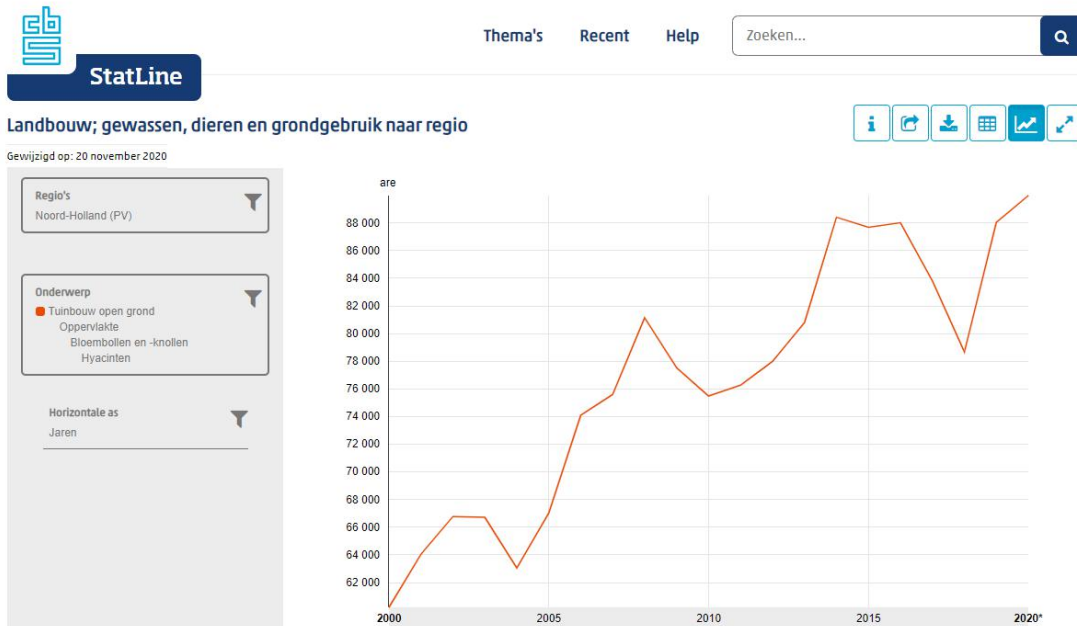 cbs
Thema's Recent Help Zoeken...
StatLine
Landbouw; gewassen, dieren en grondgebruik naar regio
Gewijzigd op: 20 november 2020
Regio's
Noord-Holland (PV)
Onderwerp
Tuinbouw open grond
Oppervlakte
Bloembollen en -knollen
Hyacinten
Horizontale as
Jaren
are
88 000
86 000
84 000
82 000
80 000
78 000
76 000
74 000
72 000
70 000
68 000
66 000
64 000
62 000
2000 2005 2010 2015 2020*